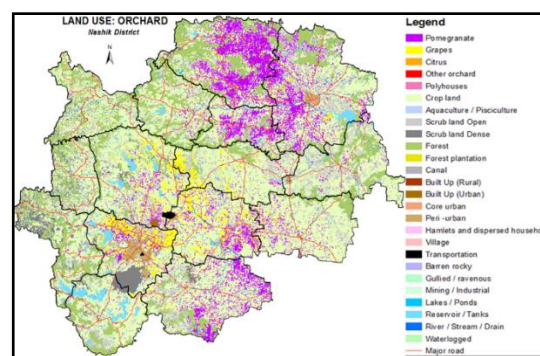 LAND USE: ORCHARD
Nashik District
N
Legend
Pomegranate
Grapes
Citrus
Other orchard
Polyhouses
Crop land
Aquaculture / Pisciculture
Scrub land Open
Scrub land Dense
Forest
Forest plantation
Canal
Built Up (Rural)
Built Up (Urban)
Core urban
Peri -urban
Hamlets and dispersed househo
Village
Transportation
Barren rocky
Gullied / ravenous
Mining / Industrial
Lakes / Ponds
Reservoir / Tanks
River / Stream / Drain
Waterlogged
Major road